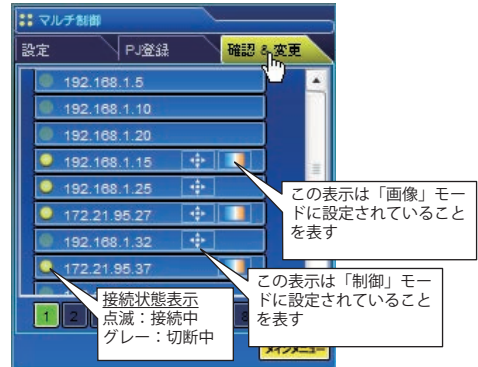 マルチ制御
設定
PJ登録
確認 & 変更
192.168.1.5
192.168.1.10
192.168.1.20
192.168.1.15
192.168.1.25
172.21.95.27
192.168.1.32
172.21.95.37
この表示は「画像」モー
ドに設定されていること
を表す
この表示は「制御」モー
ドに設定されていること
を表す
接続状態表示
点滅：接続中
グレー：切断中
1
2
8
メインメニュー